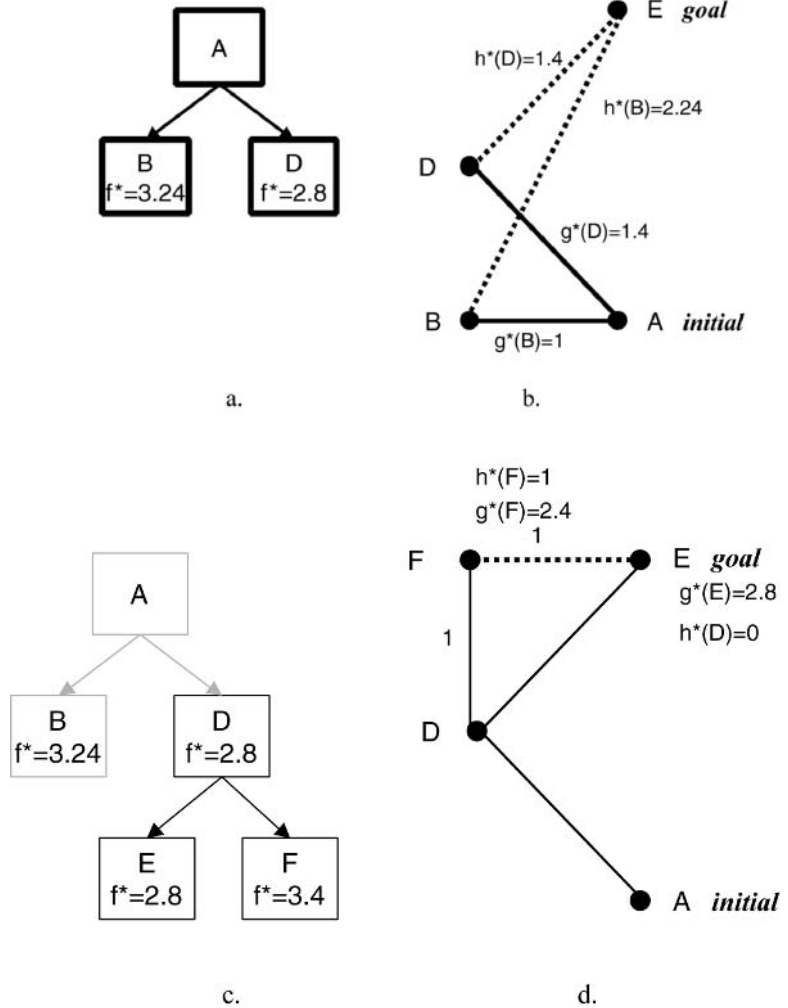 A
B
f*=3.24
D
f*=2.8
E goal
h*(D)=1.4
h*(B)=2.24
D
g*(D)=1.4
B
A initial
g*(B)=1
a.
b.
h*(F)=1
g*(F)=2.4
1
F
E goal
g*(E)=2.8
h*(D)=0
1
D
A initial
A
B
f*=3.24
D
f*=2.8
E
f*=2.8
F
f*=3.4
c.
d.